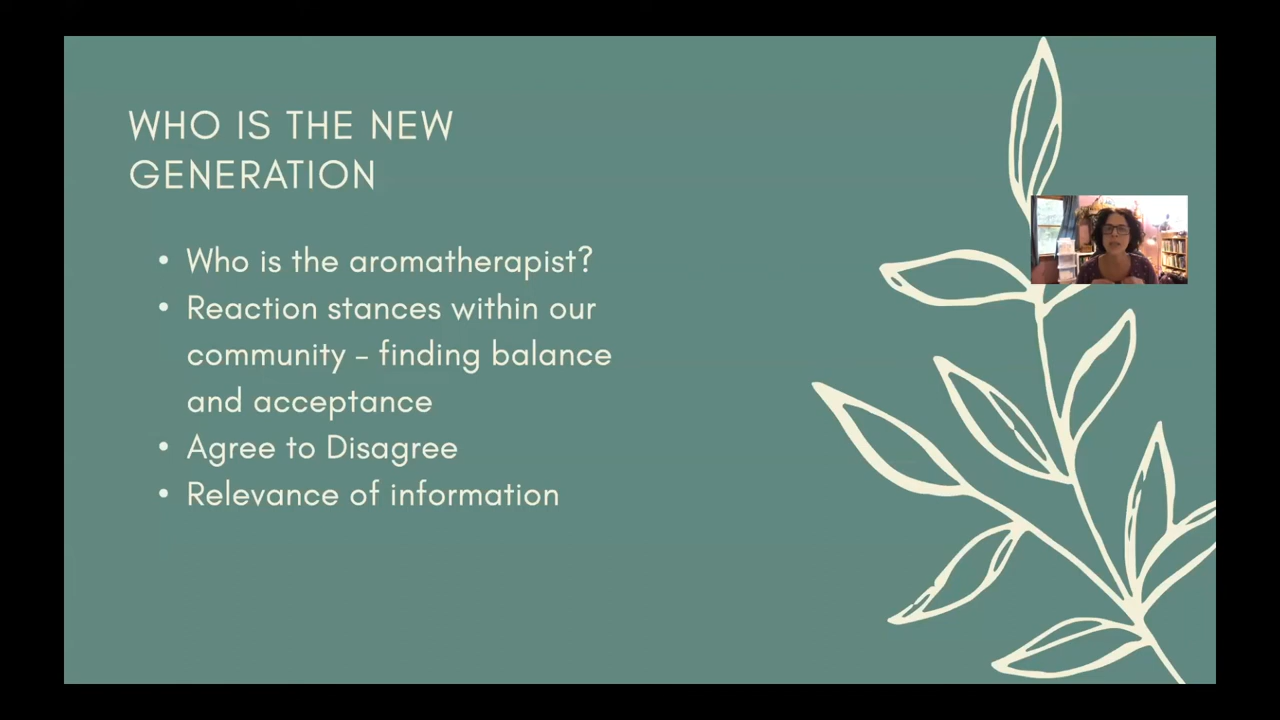 WHO IS THE NEW
GENERATION
• Who is the aromatherapist?
• Reaction stances within our
community - finding balance
and acceptance
• Agree to Disagree
• Relevance of information